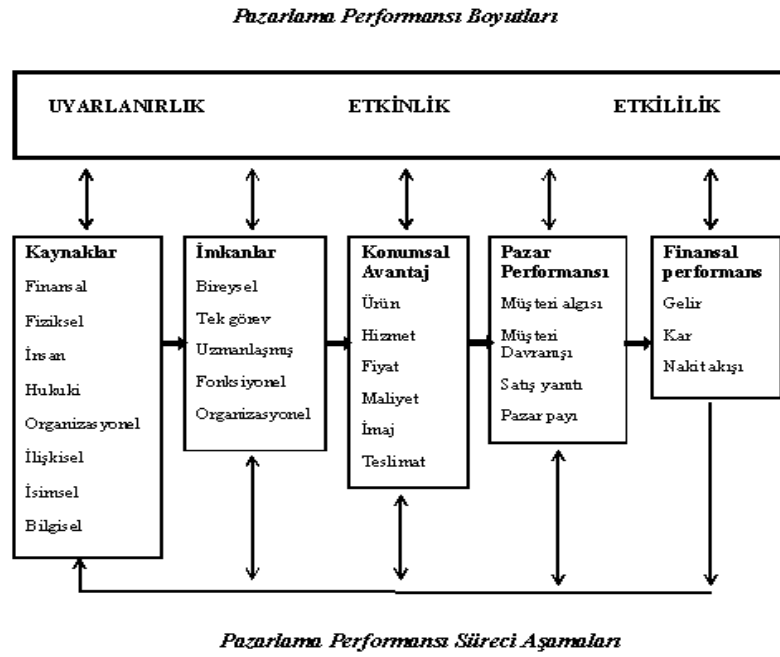 Pazarlama Performansı Boyutları
UYARLANIRLIK ETKİNLİK ETKİLİLİK
Kaynaklar
Finansal
Fiziksel
İnsan
Hukuki
Organizasyonel
İlişkisel
İsimsel
Bilgisel
İmkanlar
Bireysel
Tek görev
Uzmanlaşmış
Fonksiyonel
Organizasyonel
Konumsal
Avantaj
Ürün
Hizmet
Fiyat
Maliyet
İmaj
Teslimat
Pazar
Performansı
Müşteri algısı
Müşteri
Davranışı
Satış yanıtı
Pazar payı
Finansal
performans
Gelir
Kar
Nakit akışı
Pazarlama Performansı Süreci Aşamaları